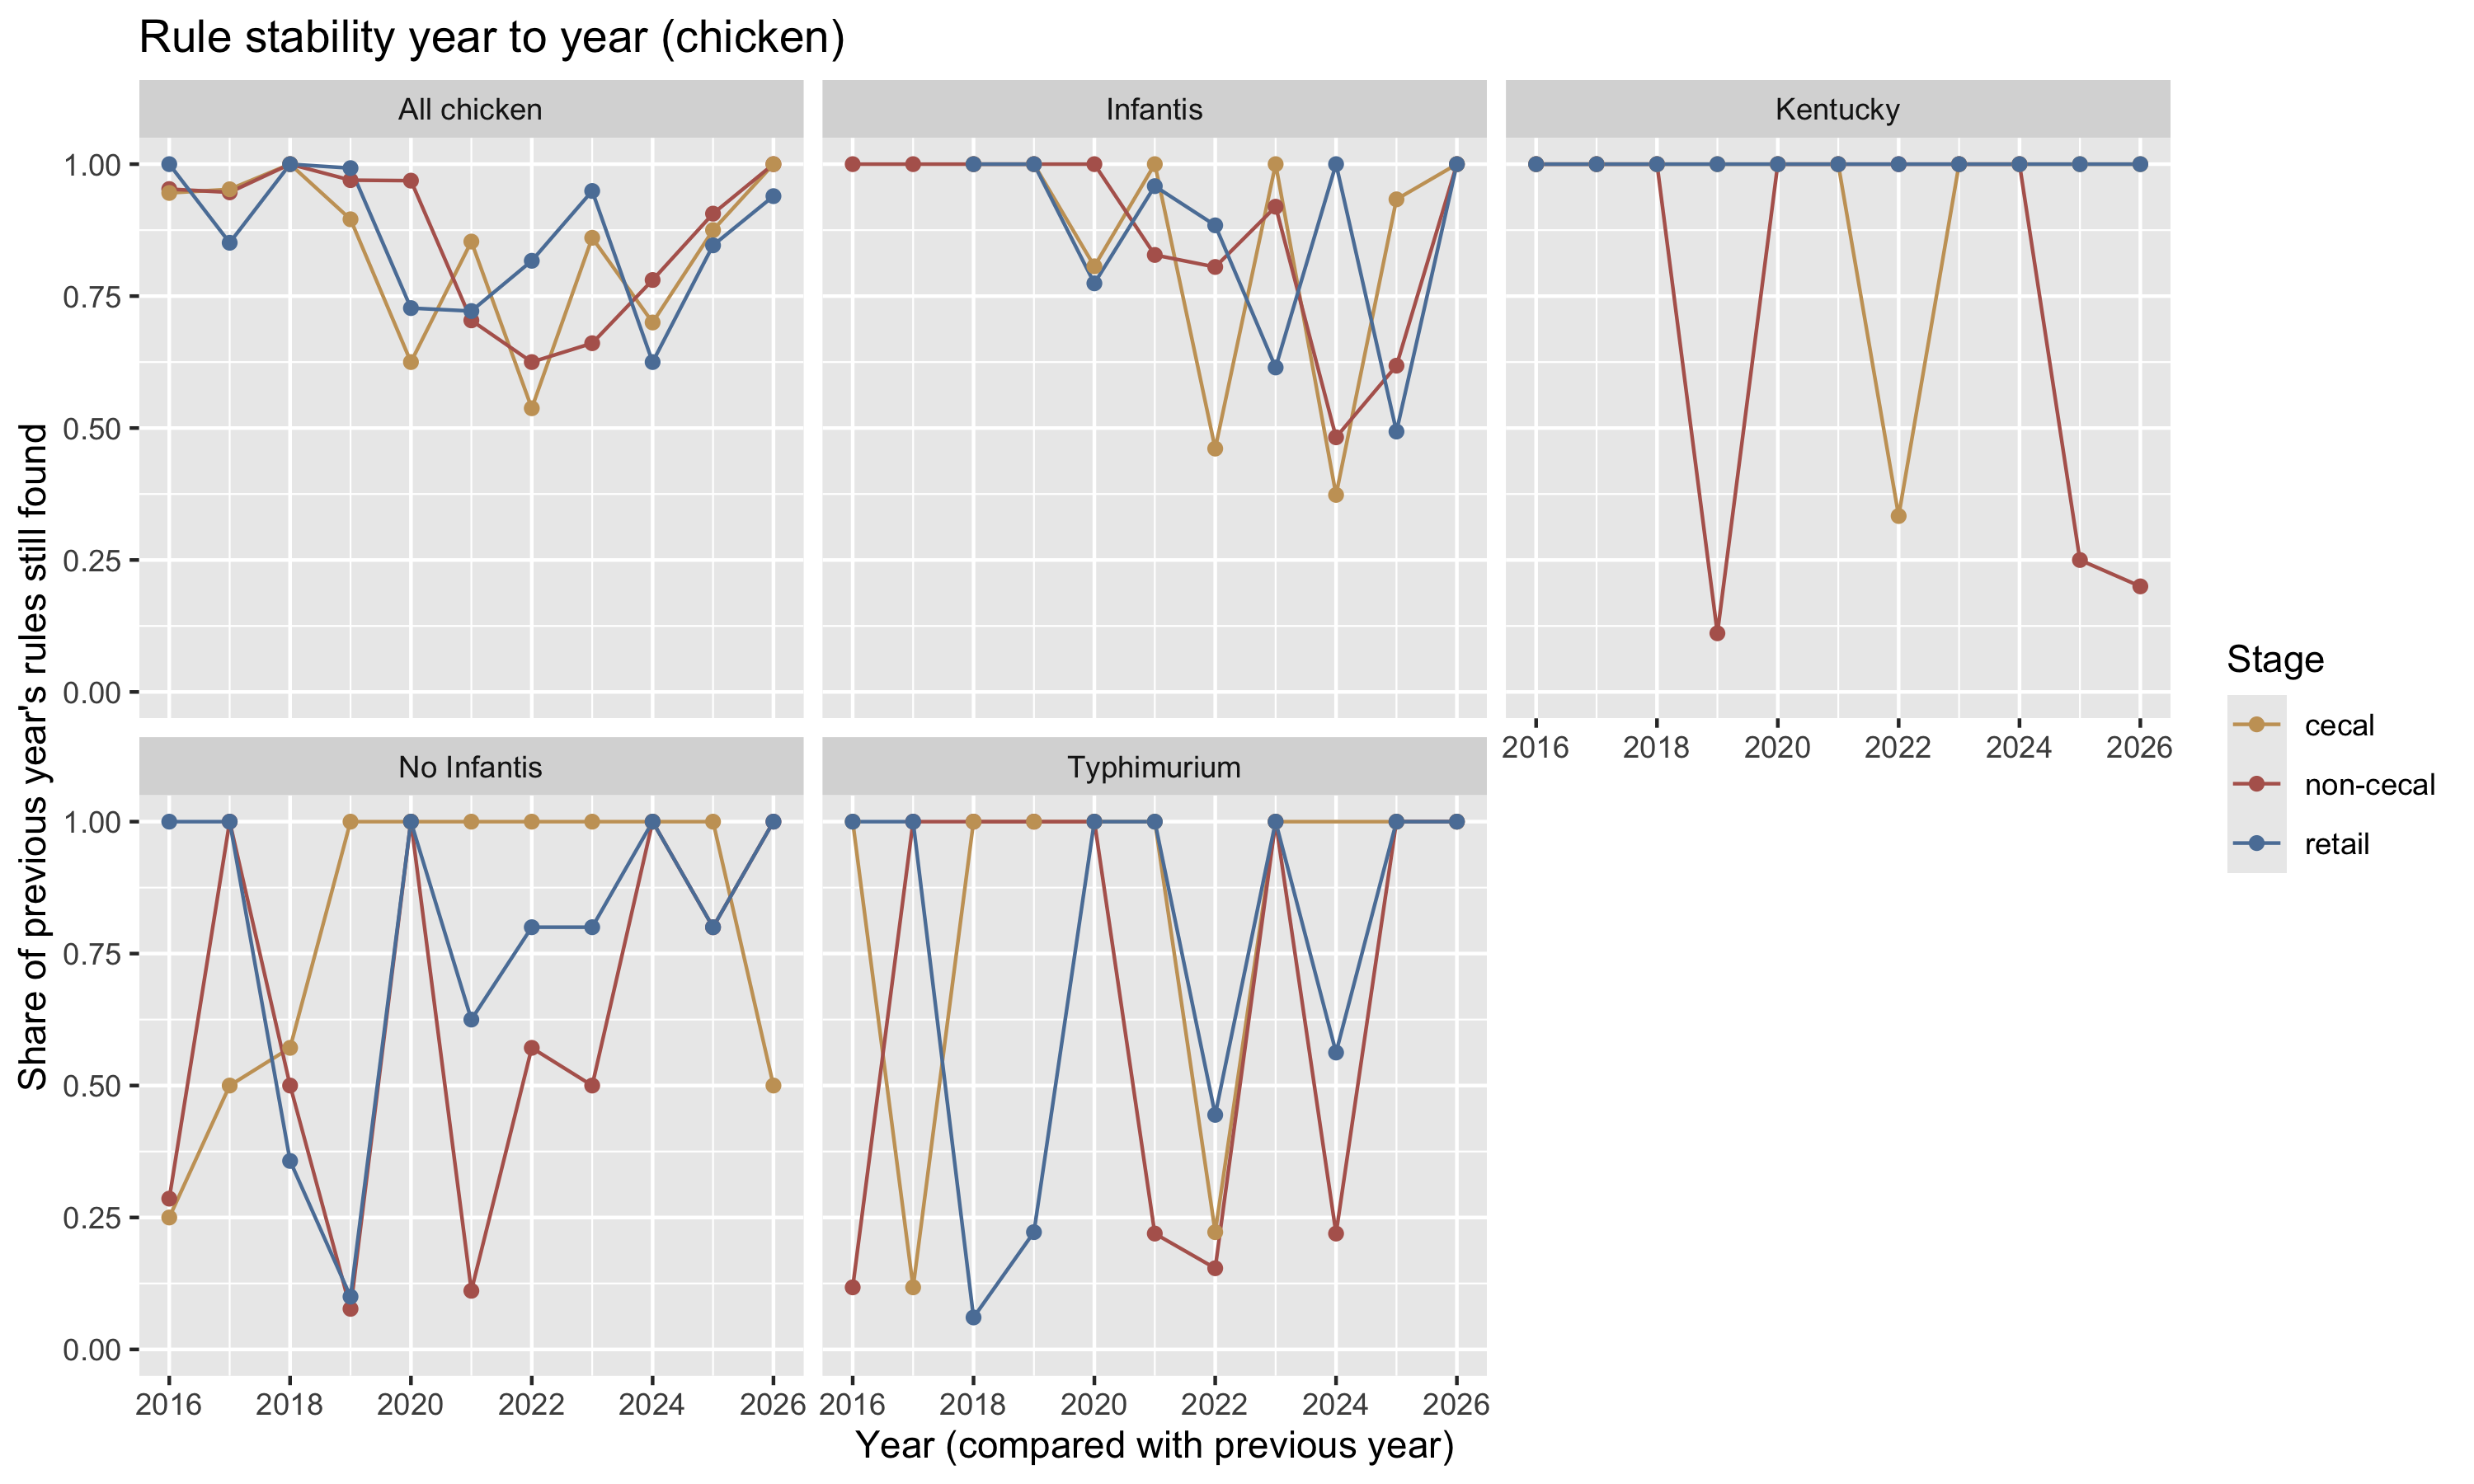 Rule stability year to year (chicken)
All chicken
Infantis
Kentucky
1.00
0.75
0.50
0.25
0.00
2016 2018 2020 2022 2024 2026
No Infantis
Typhimurium
1.00
0.75
0.50
0.25
0.00
2016 2018 2020 2022 2024 2026
2016 2018 2020 2022 2024 2026
Year (compared with previous year)
Share of previous year's rules still found
Stage
cecal
non-cecal
retail